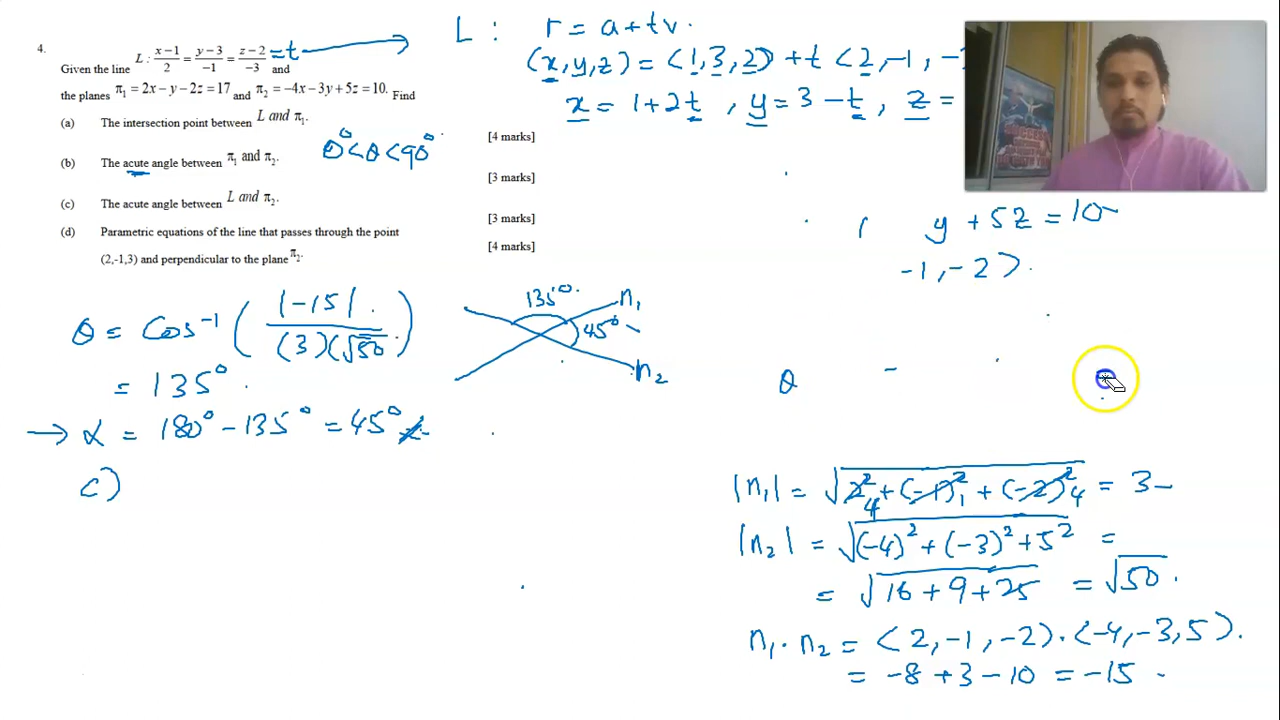 4.
Given the line L : x-1/2 = y-3/-1 = z-2/-3 = t → and
the planes π₁ = 2x − y − 2z = 17 and π₂ = −4x − 3y + 5z = 10. Find
(a) The intersection point between L and π₁.
[4 marks]
0° < θ < 90°
(b) The acute angle between π₁ and π₂.
[3 marks]
(c) The acute angle between L and π₂.
[3 marks]
(d) Parametric equations of the line that passes through the point
[4 marks]
(2,-1,3) and perpendicular to the plane π₂.
L : r = a + tv.
(x,y,z) = <1,3,2> + t <2,-1,-
x = 1+2t , y = 3-t , z =
y + 5z = 10
-1, -2>.
θ = Cos⁻¹ ( |-15| / (3)(√50) )
= 135°.
→ α = 180° - 135° = 45°
c)
135°
n₁
45°
n₂
θ
|n₁| = √2² + (-1)² + (-2)² = 3
4 1 4
|n₂| = √(-4)² + (-3)² + 5² =
= √16 + 9 + 25 = √50.
n₁ · n₂ = <2, -1, -2> · <-4, -3, 5>.
= -8 + 3 - 10 = -15